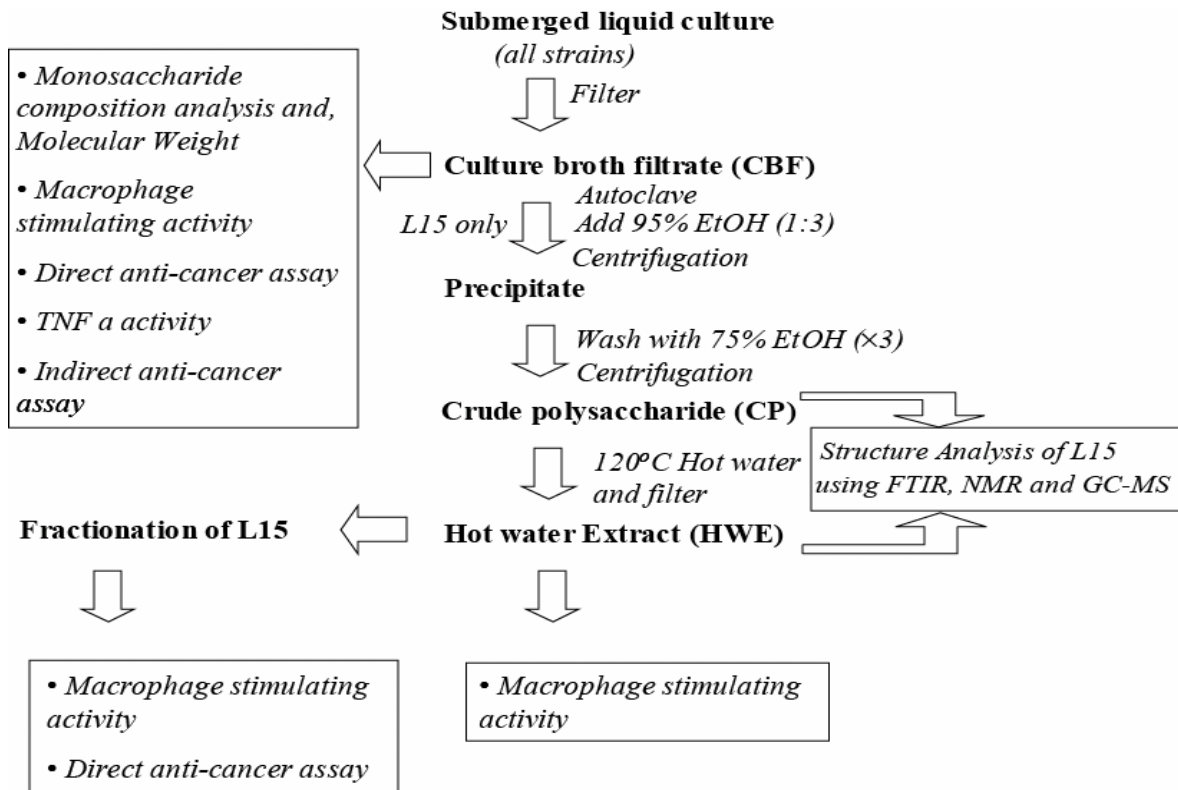 Submerged liquid culture
(all strains)
Filter
• Monosaccharide
composition analysis and,
Molecular Weight
• Macrophage
stimulating activity
• Direct anti-cancer assay
• TNF a activity
• Indirect anti-cancer
assay
Culture broth filtrate (CBF)
L15 only
Autoclave
Add 95% EtOH (1:3)
Centrifugation
Precipitate
Wash with 75% EtOH (×3)
Centrifugation
Crude polysaccharide (CP)
120ºC Hot water
and filter
Structure Analysis of L15
using FTIR, NMR and GC-MS
Fractionation of L15
Hot water Extract (HWE)
• Macrophage stimulating
activity
• Direct anti-cancer assay
• Macrophage stimulating
activity